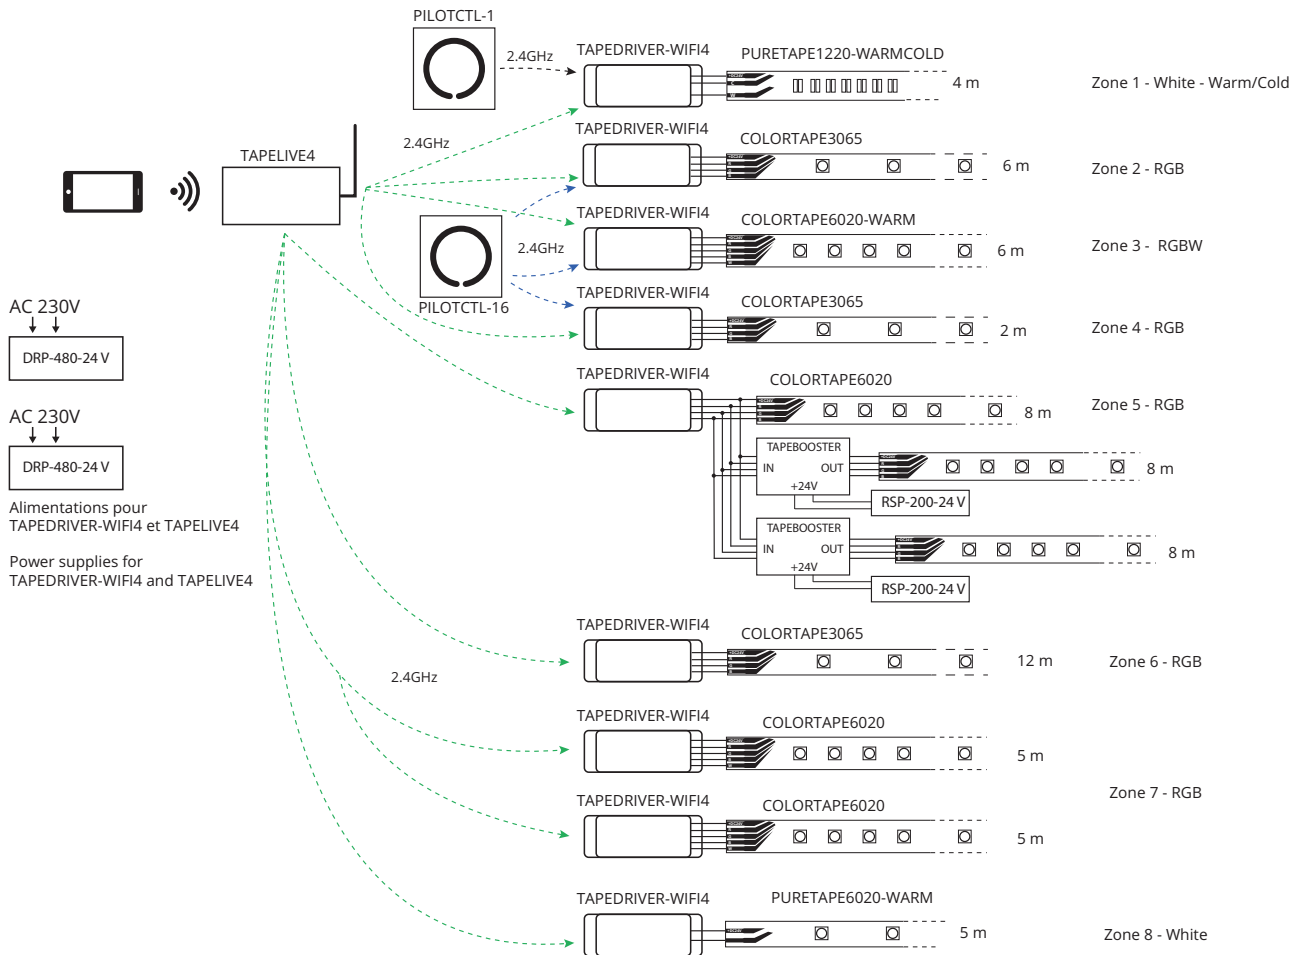 PILOTCTL-1
2.4GHz
TAPEDRIVER-WIFI4
PURETAPE1220-WARMCOLD
4 m
Zone 1 - White - Warm/Cold
2.4GHz
TAPELIVE4
TAPEDRIVER-WIFI4
COLORTAPE3065
6 m
Zone 2 - RGB
TAPEDRIVER-WIFI4
COLORTAPE6020-WARM
2.4GHz
6 m
Zone 3 - RGBW
PILOTCTL-16
TAPEDRIVER-WIFI4
COLORTAPE3065
2 m
Zone 4 - RGB
AC 230V
DRP-480-24 V
AC 230V
DRP-480-24 V
Alimentations pour
TAPEDRIVER-WIFI4 et TAPELIVE4
Power supplies for
TAPEDRIVER-WIFI4 and TAPELIVE4
TAPEDRIVER-WIFI4
COLORTAPE6020
8 m
Zone 5 - RGB
TAPEBOOSTER
IN
OUT
+24V
8 m
RSP-200-24 V
TAPEBOOSTER
IN
OUT
+24V
8 m
RSP-200-24 V
TAPEDRIVER-WIFI4
COLORTAPE3065
12 m
Zone 6 - RGB
2.4GHz
TAPEDRIVER-WIFI4
COLORTAPE6020
5 m
Zone 7 - RGB
TAPEDRIVER-WIFI4
COLORTAPE6020
5 m
TAPEDRIVER-WIFI4
PURETAPE6020-WARM
5 m
Zone 8 - White